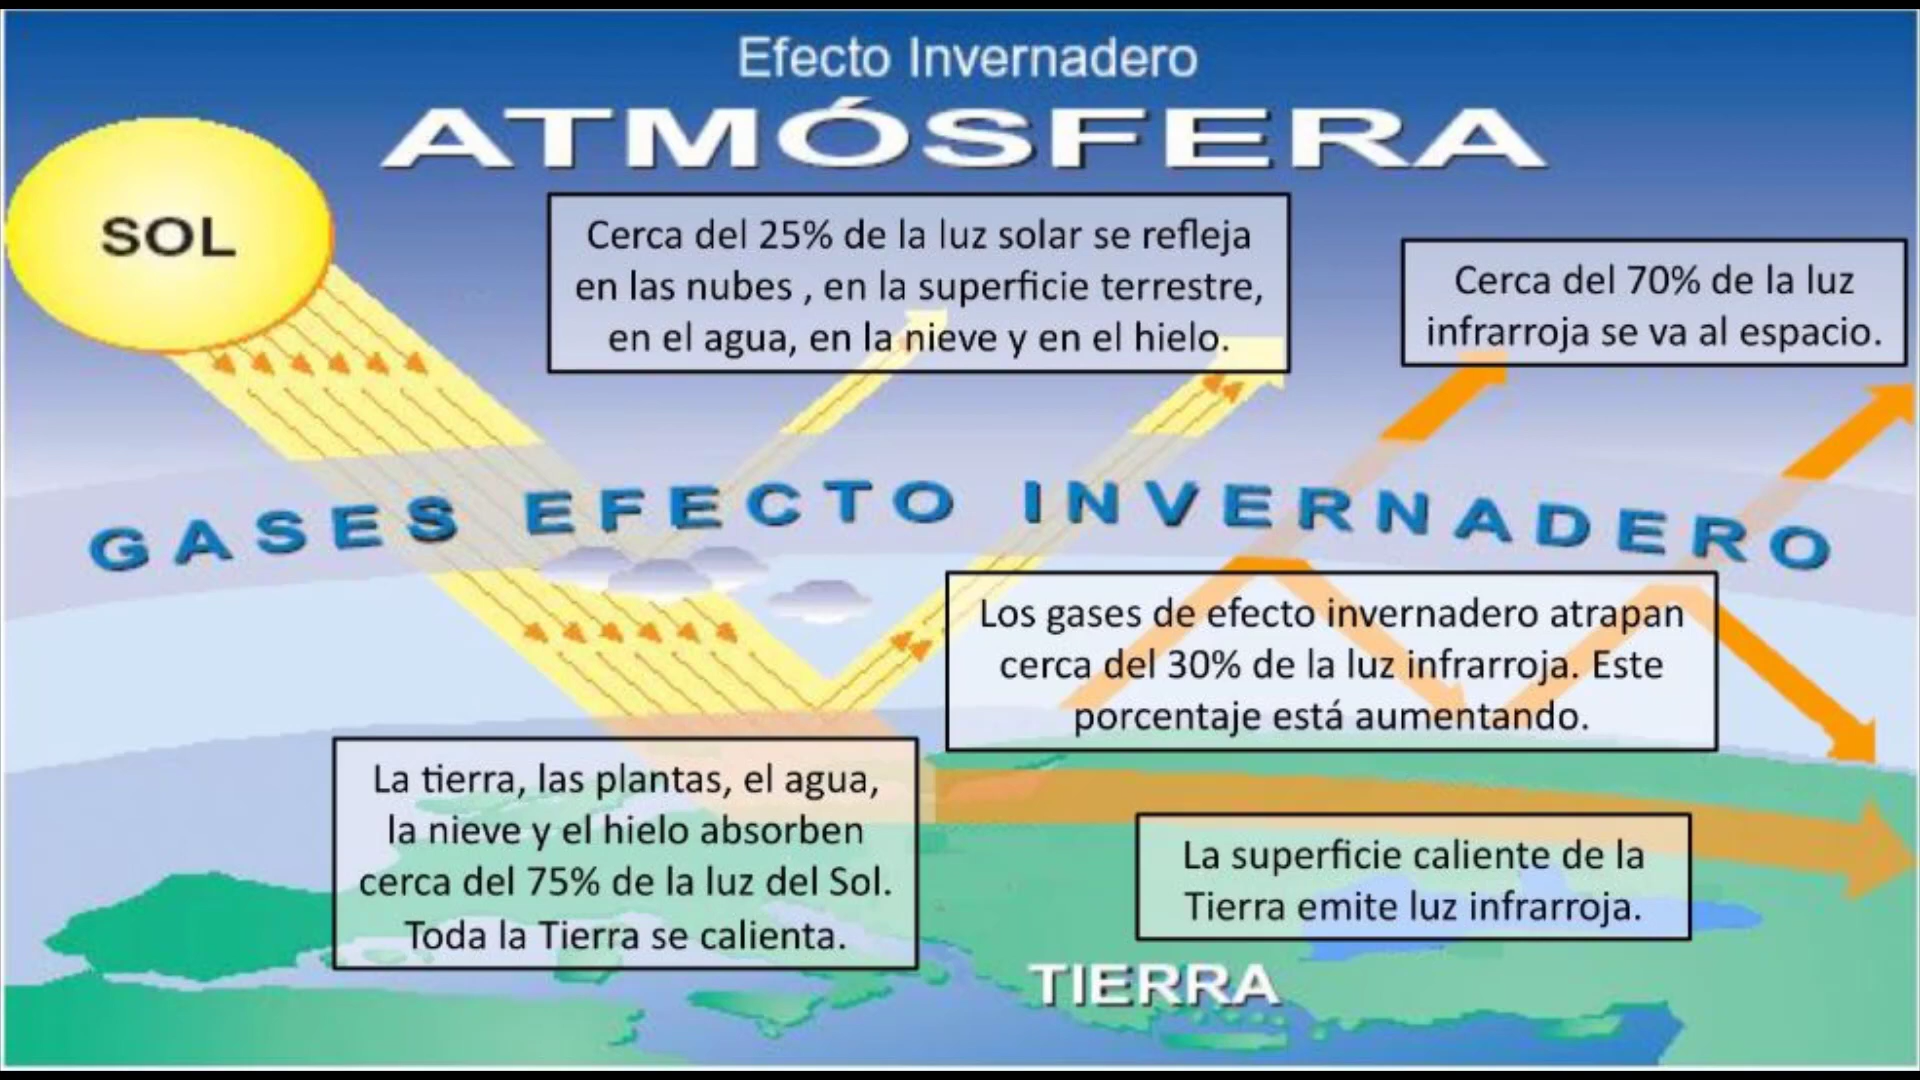 Efecto Invernadero
ATMÓSFERA
SOL
Cerca del 25% de la luz solar se refleja
en las nubes , en la superficie terrestre,
en el agua, en la nieve y en el hielo.
Cerca del 70% de la luz
infrarroja se va al espacio.
GASES EFECTO INVERNADERO
Los gases de efecto invernadero atrapan
cerca del 30% de la luz infrarroja. Este
porcentaje está aumentando.
La tierra, las plantas, el agua,
la nieve y el hielo absorben
cerca del 75% de la luz del Sol.
Toda la Tierra se calienta.
La superficie caliente de la
Tierra emite luz infrarroja.
TIERRA